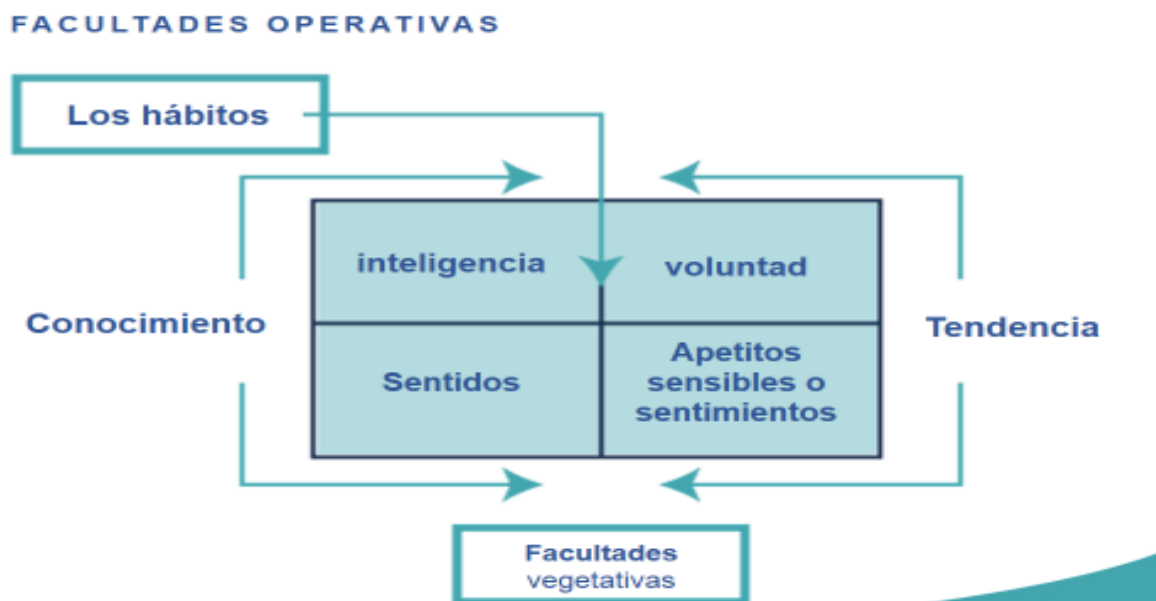 FACULTADES OPERATIVAS
Los hábitos
inteligencia
voluntad
Conocimiento
Tendencia
Sentidos
Apetitos
sensibles o
sentimientos
Facultades
vegetativas